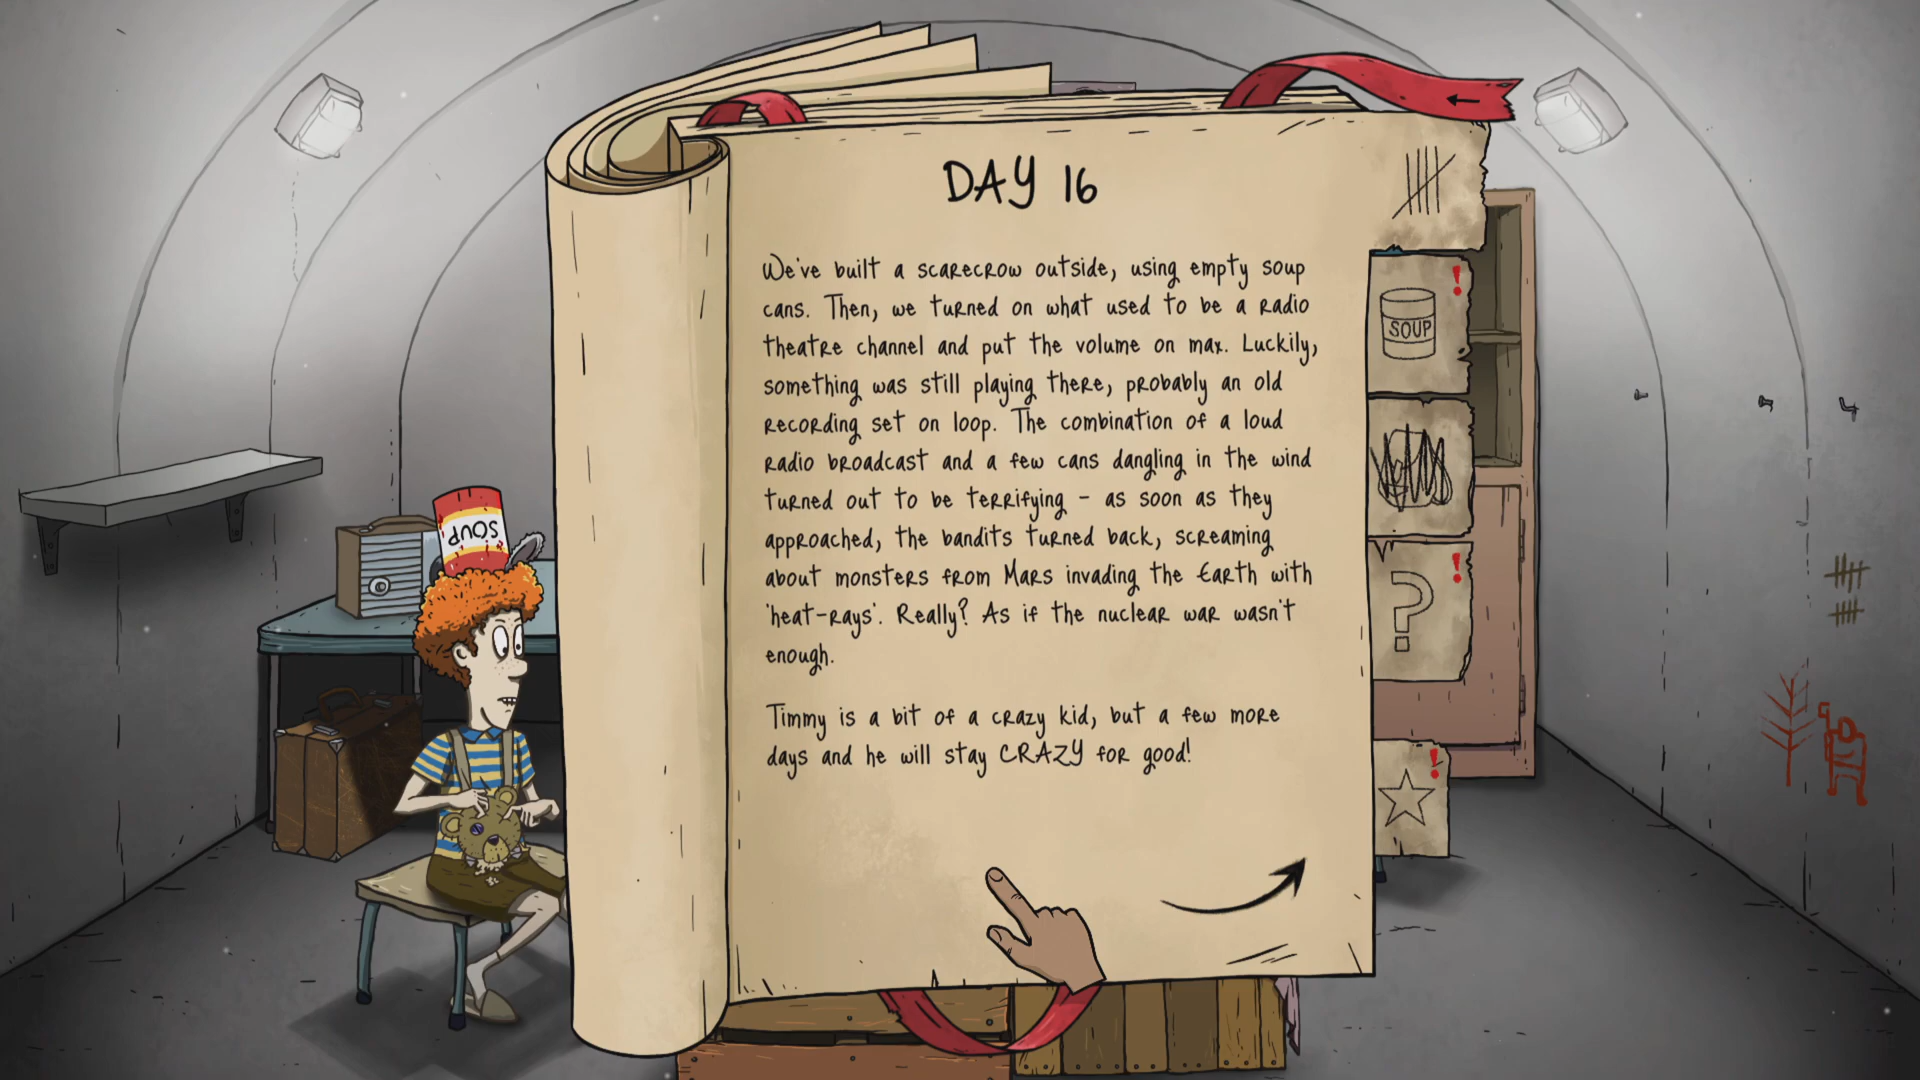 DAY 16
We've built a scarecrow outside, using empty soup
cans. Then, we turned on what used to be a radio
theatre channel and put the volume on max. Luckily,
something was still playing there, probably an old
recording set on loop. The combination of a loud
radio broadcast and a few cans dangling in the wind
turned out to be terrifying - as soon as they
approached, the bandits turned back, screaming
about monsters from Mars invading the Earth with
'heat-rays'. Really? As if the nuclear war wasn't
enough.
Timmy is a bit of a crazy kid, but a few more
days and he will stay CRAZY for good!
!
SOUP
!
?
!
SOUP